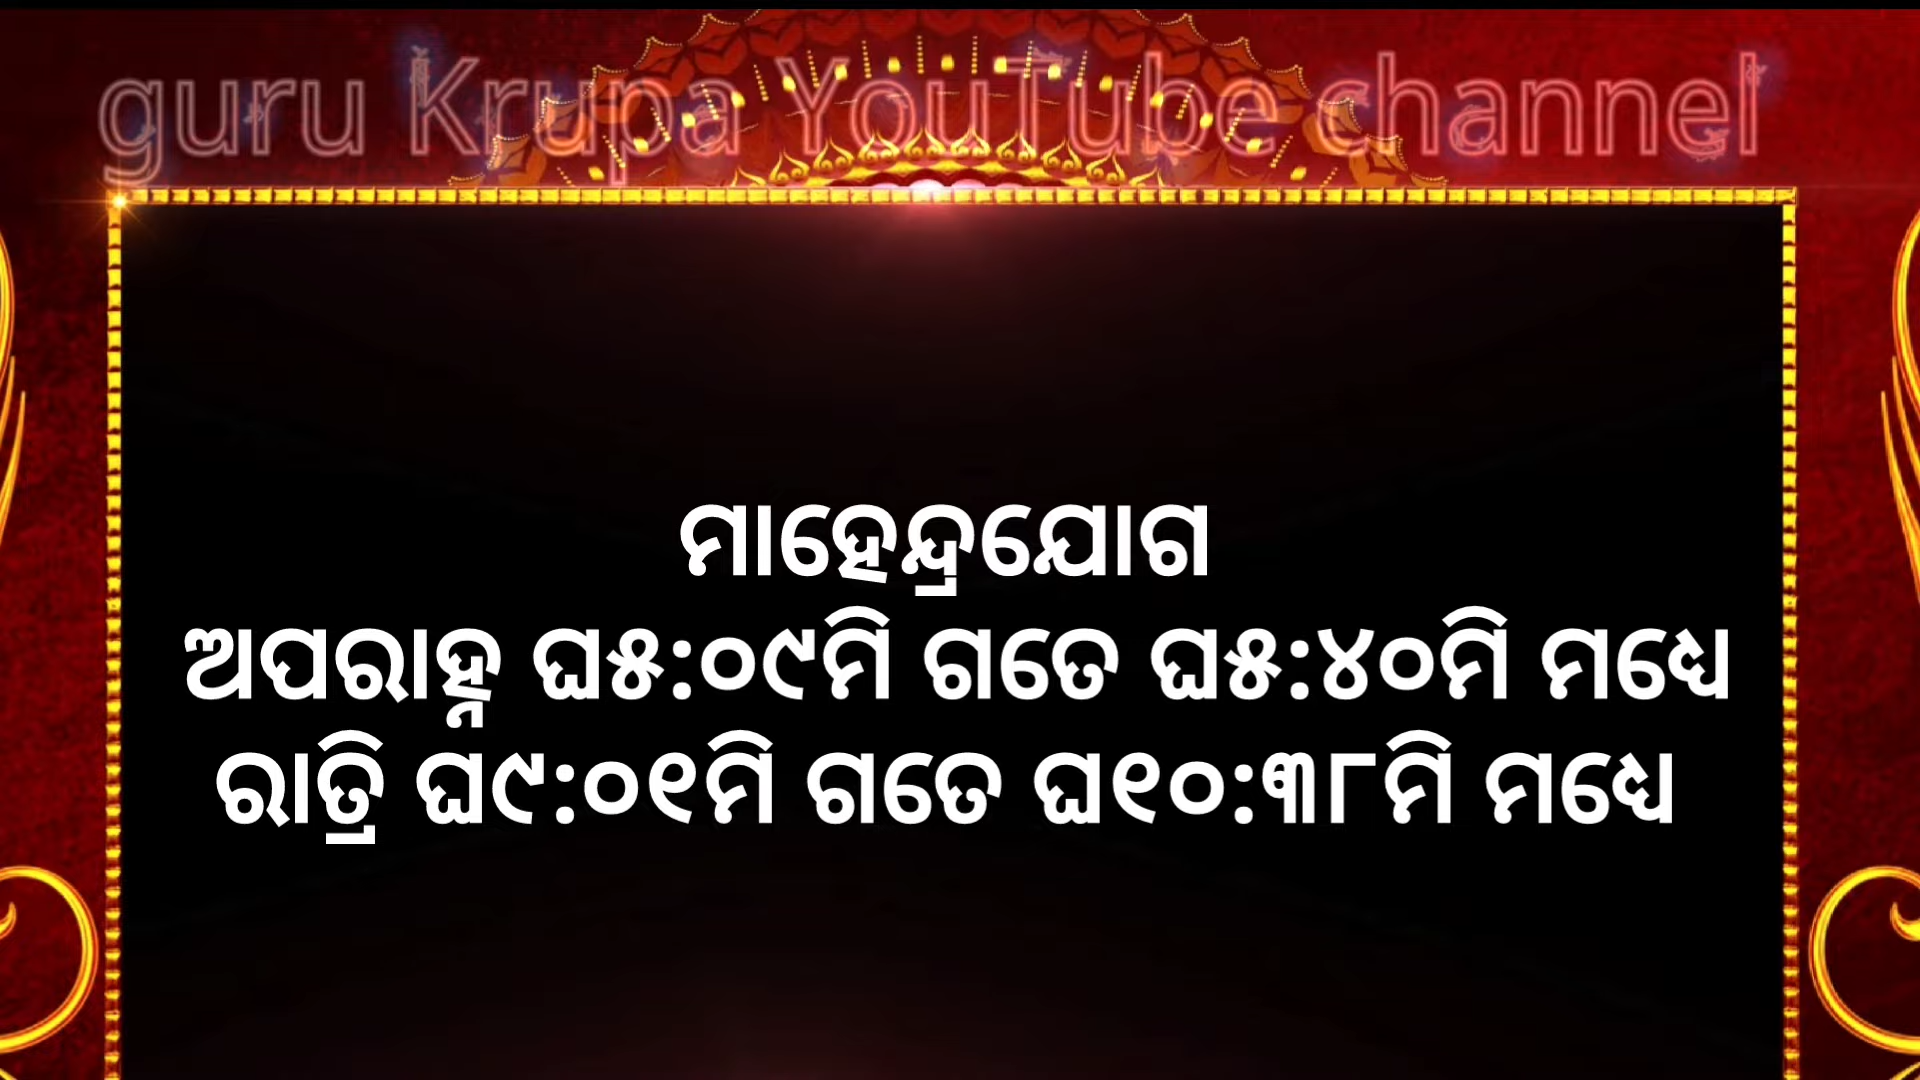 guru Krupa YouTube channel
ମାହେନ୍ଦ୍ରଯୋଗ
ଅପରାହ୍ନ ଘ୫:୦୯ମି ଗତେ ଘ୫:୪୦ମି ମଧ୍ୟେ
ରାତ୍ରି ଘ୯:୦୧ମି ଗତେ ଘ୧୦:୩୮ମି ମଧ୍ୟେ